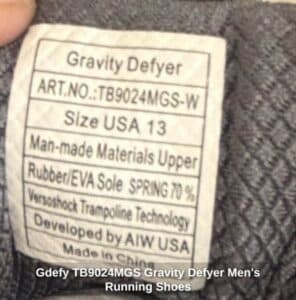 Gravity Defyer
ART.NO.:TB9024MGS-W
Size USA 13
Man-made Materials Upper
Rubber/EVA Sole SPRING 70 %
Versoshock Trampoline Technology
Developed by AIW USA
Made in China
Gdefy TB9024MGS Gravity Defyer Men's
Running Shoes